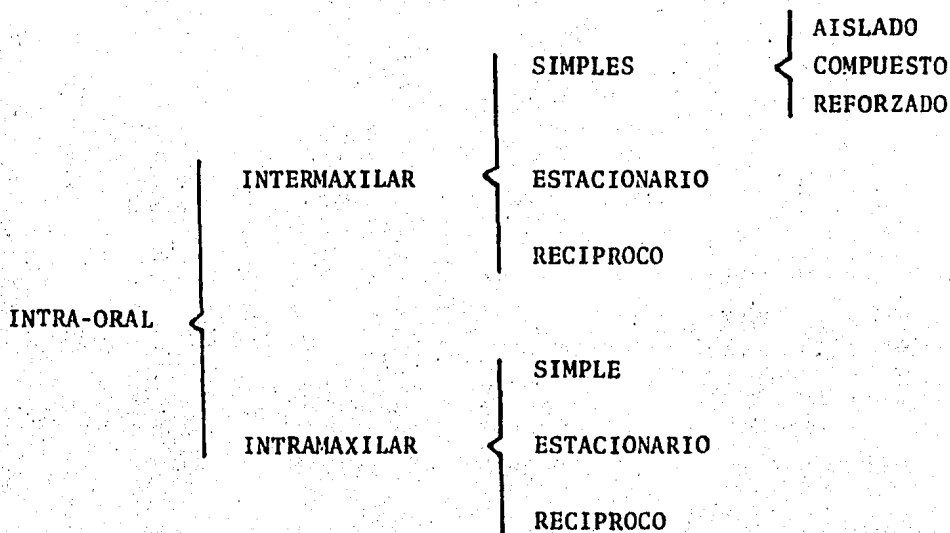 AISLADO
SIMPLES COMPUESTO
REFORZADO
INTERMAXILAR ESTACIONARIO
RECIPROCO
INTRA-ORAL
SIMPLE
INTRAMAXILAR ESTACIONARIO
RECIPROCO